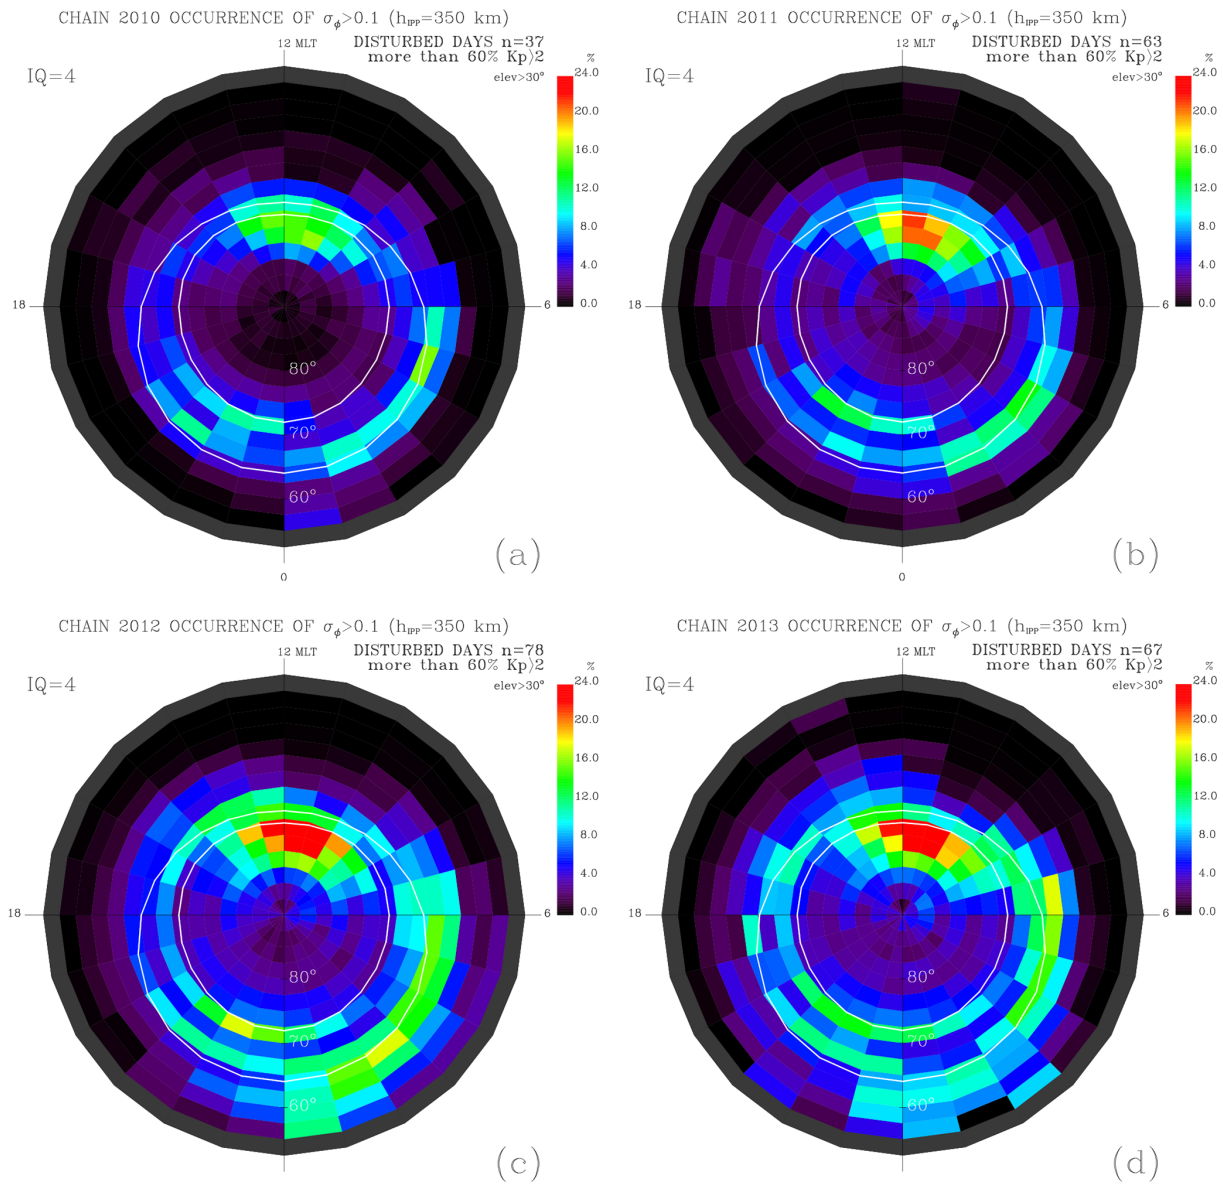 CHAIN 2010 OCCURRENCE OF σϕ>0.1 (hIPP=350 km)
12 MLT
DISTURBED DAYS n=37
more than 60% Kp⟩2
IQ=4
elev>30°
%
24.0
20.0
16.0
12.0
8.0
4.0
0.0
18
6
80°
70°
60°
0
(a)
CHAIN 2011 OCCURRENCE OF σϕ>0.1 (hIPP=350 km)
12 MLT
DISTURBED DAYS n=63
more than 60% Kp⟩2
IQ=4
elev>30°
%
24.0
20.0
16.0
12.0
8.0
4.0
0.0
18
6
80°
70°
60°
0
(b)
CHAIN 2012 OCCURRENCE OF σϕ>0.1 (hIPP=350 km)
12 MLT
DISTURBED DAYS n=78
more than 60% Kp⟩2
IQ=4
elev>30°
%
24.0
20.0
16.0
12.0
8.0
4.0
0.0
18
6
80°
70°
60°
(c)
CHAIN 2013 OCCURRENCE OF σϕ>0.1 (hIPP=350 km)
12 MLT
DISTURBED DAYS n=67
more than 60% Kp⟩2
IQ=4
elev>30°
%
24.0
20.0
16.0
12.0
8.0
4.0
0.0
18
6
80°
70°
60°
(d)